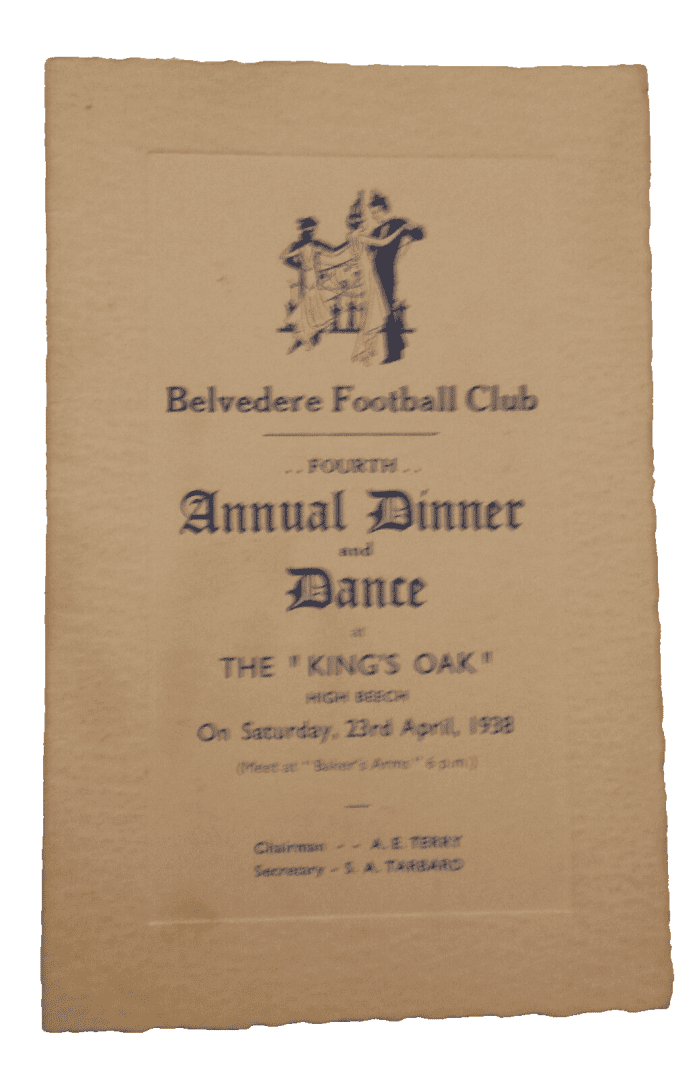 Belvedere Football Club
. . FOURTH . .
Annual Dinner
and
Dance
at
THE "KING'S OAK"
HIGH BEECH
On Saturday, 23rd April, 1938
(Meet at "Baker's Arms" 6 p.m.)
Chairman - - A. E. TERRY
Secretary - S. A. TARBARD